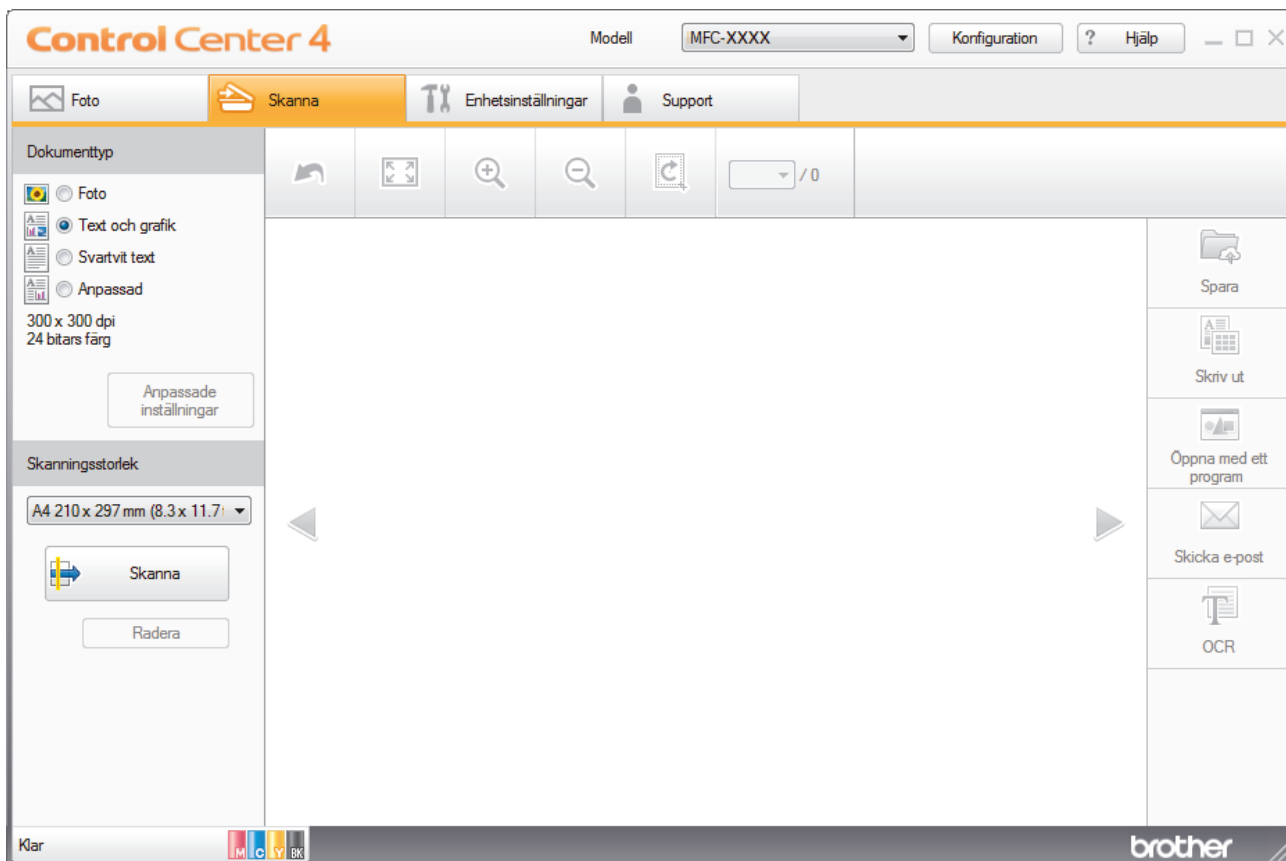 Control Center 4
Modell
MFC-XXXX
Konfiguration
? Hjälp
Foto
Skanna
Enhetsinställningar
Support
Dokumenttyp
Foto
Text och grafik
Svartvit text
Anpassad
300 x 300 dpi
24 bitars färg
Anpassade
inställningar
Skanningsstorlek
A4 210 x 297 mm (8.3 x 11.7
Skanna
Radera
/ 0
Spara
Skriv ut
Öppna med ett
program
Skicka e-post
OCR
Klar
M C Y BK
brother